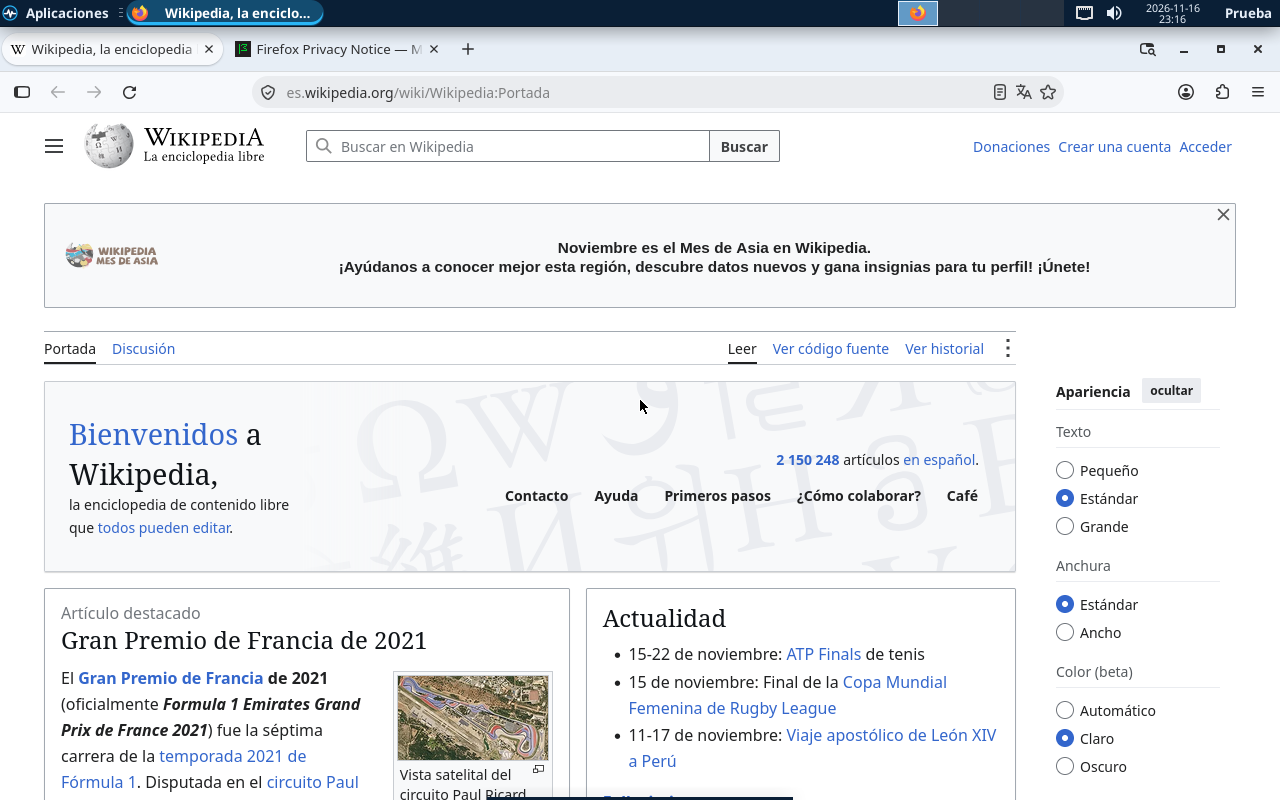 Aplicaciones
Wikipedia, la enciclo...
2026-11-16
23:16
Prueba
Wikipedia, la enciclopedia
Firefox Privacy Notice — M
es.wikipedia.org/wiki/Wikipedia:Portada
WIKIPEDIA
La enciclopedia libre
Buscar en Wikipedia
Buscar
Donaciones Crear una cuenta Acceder
WIKIPEDIA
MES DE ASIA
Noviembre es el Mes de Asia en Wikipedia.
¡Ayúdanos a conocer mejor esta región, descubre datos nuevos y gana insignias para tu perfil! ¡Únete!
Portada Discusión
Leer Ver código fuente Ver historial
Bienvenidos a
Wikipedia,
la enciclopedia de contenido libre
que todos pueden editar.
2 150 248 artículos en español.
Contacto Ayuda Primeros pasos ¿Cómo colaborar? Café
Artículo destacado
Gran Premio de Francia de 2021
El Gran Premio de Francia de 2021
(oficialmente Formula 1 Emirates Grand
Prix de France 2021) fue la séptima
carrera de la temporada 2021 de
Fórmula 1. Disputada en el circuito Paul
Vista satelital del
circuito Paul Ricard
Actualidad
15-22 de noviembre: ATP Finals de tenis
15 de noviembre: Final de la Copa Mundial
Femenina de Rugby League
11-17 de noviembre: Viaje apostólico de León XIV
a Perú
Apariencia ocultar
Texto
Pequeño
Estándar
Grande
Anchura
Estándar
Ancho
Color (beta)
Automático
Claro
Oscuro